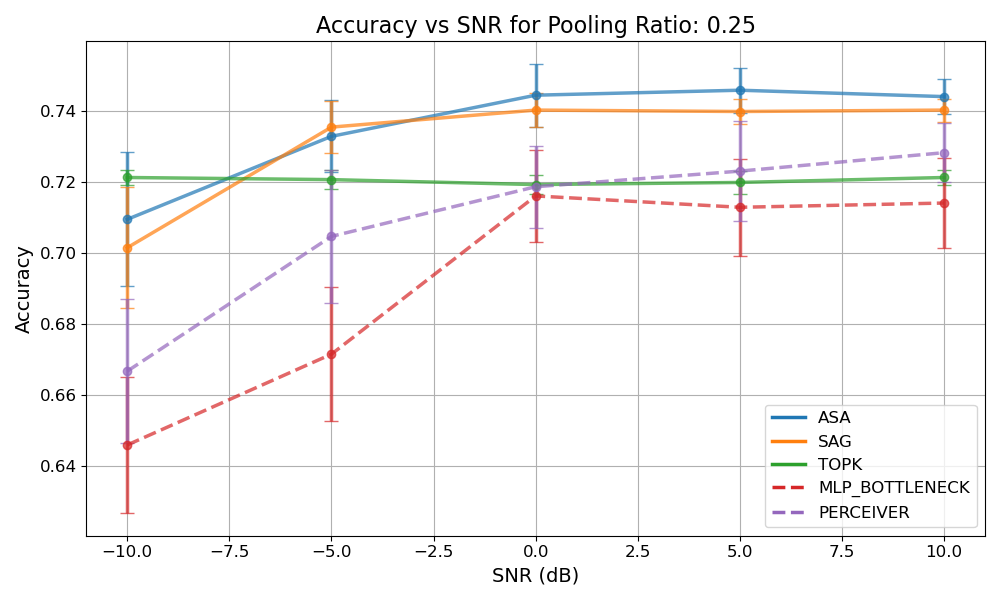 Accuracy vs SNR for Pooling Ratio: 0.25
Accuracy
0.74
0.72
0.70
0.68
0.66
0.64
ASA
SAG
TOPK
MLP_BOTTLENECK
PERCEIVER
−10.0 −7.5 −5.0 −2.5 0.0 2.5 5.0 7.5 10.0
SNR (dB)